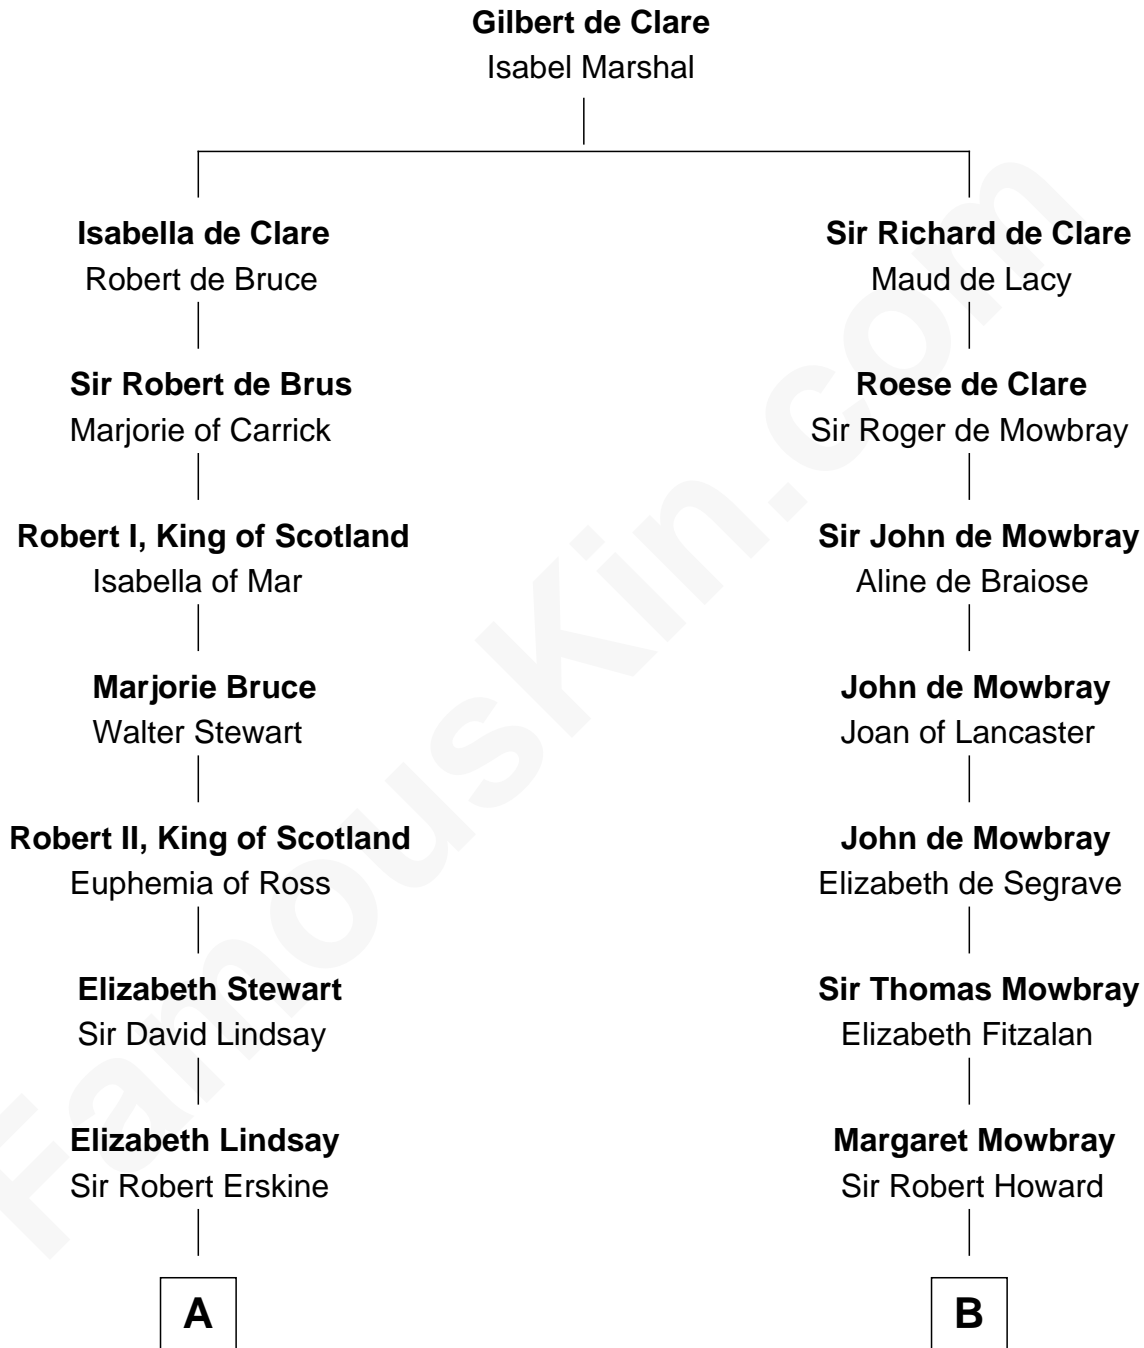 Gilbert de Clare
Isabel Marshal
Isabella de Clare
Robert de Bruce
Sir Richard de Clare
Maud de Lacy
Sir Robert de Brus
Marjorie of Carrick
Roese de Clare
Sir Roger de Mowbray
Robert I, King of Scotland
Isabella of Mar
Sir John de Mowbray
Aline de Braiose
Marjorie Bruce
Walter Stewart
John de Mowbray
Joan of Lancaster
Robert II, King of Scotland
Euphemia of Ross
John de Mowbray
Elizabeth de Segrave
Elizabeth Stewart
Sir David Lindsay
Sir Thomas Mowbray
Elizabeth Fitzalan
Elizabeth Lindsay
Sir Robert Erskine
Margaret Mowbray
Sir Robert Howard
A
B
FamousKin.com